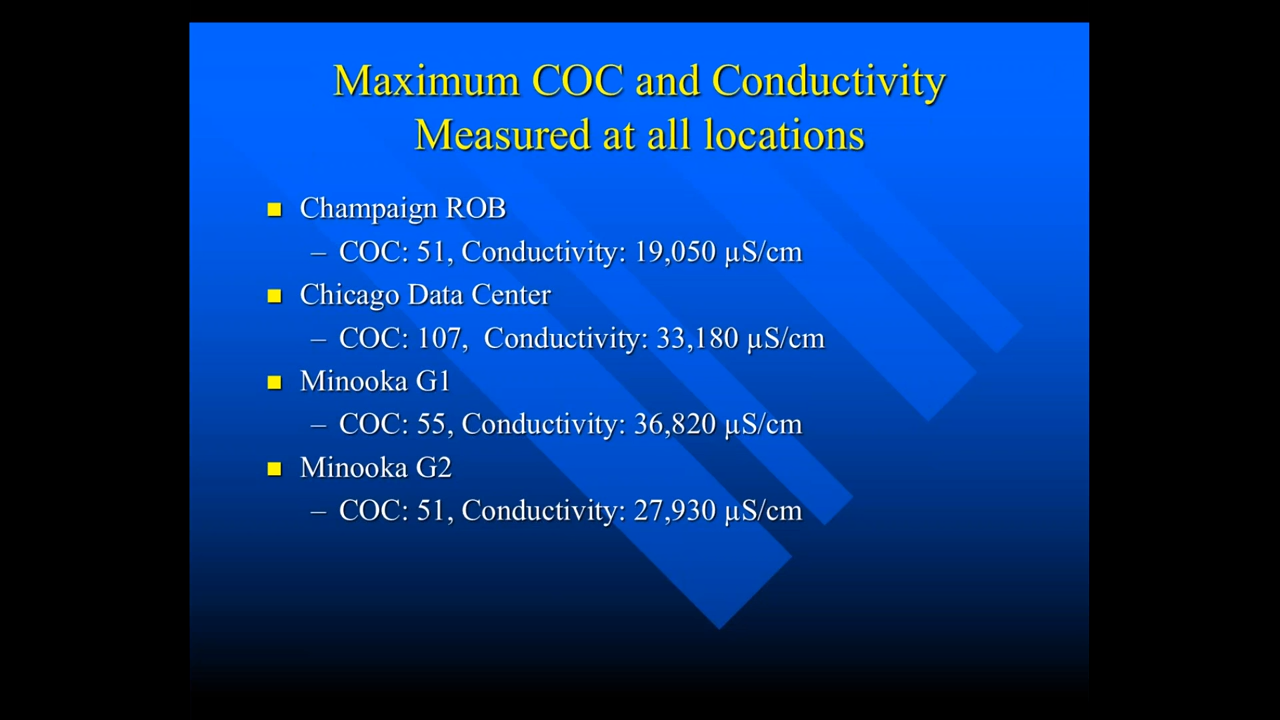 Maximum COC and Conductivity
Measured at all locations
Champaign ROB
– COC: 51, Conductivity: 19,050 µS/cm
Chicago Data Center
– COC: 107,  Conductivity: 33,180 µS/cm
Minooka G1
– COC: 55, Conductivity: 36,820 µS/cm
Minooka G2
– COC: 51, Conductivity: 27,930 µS/cm